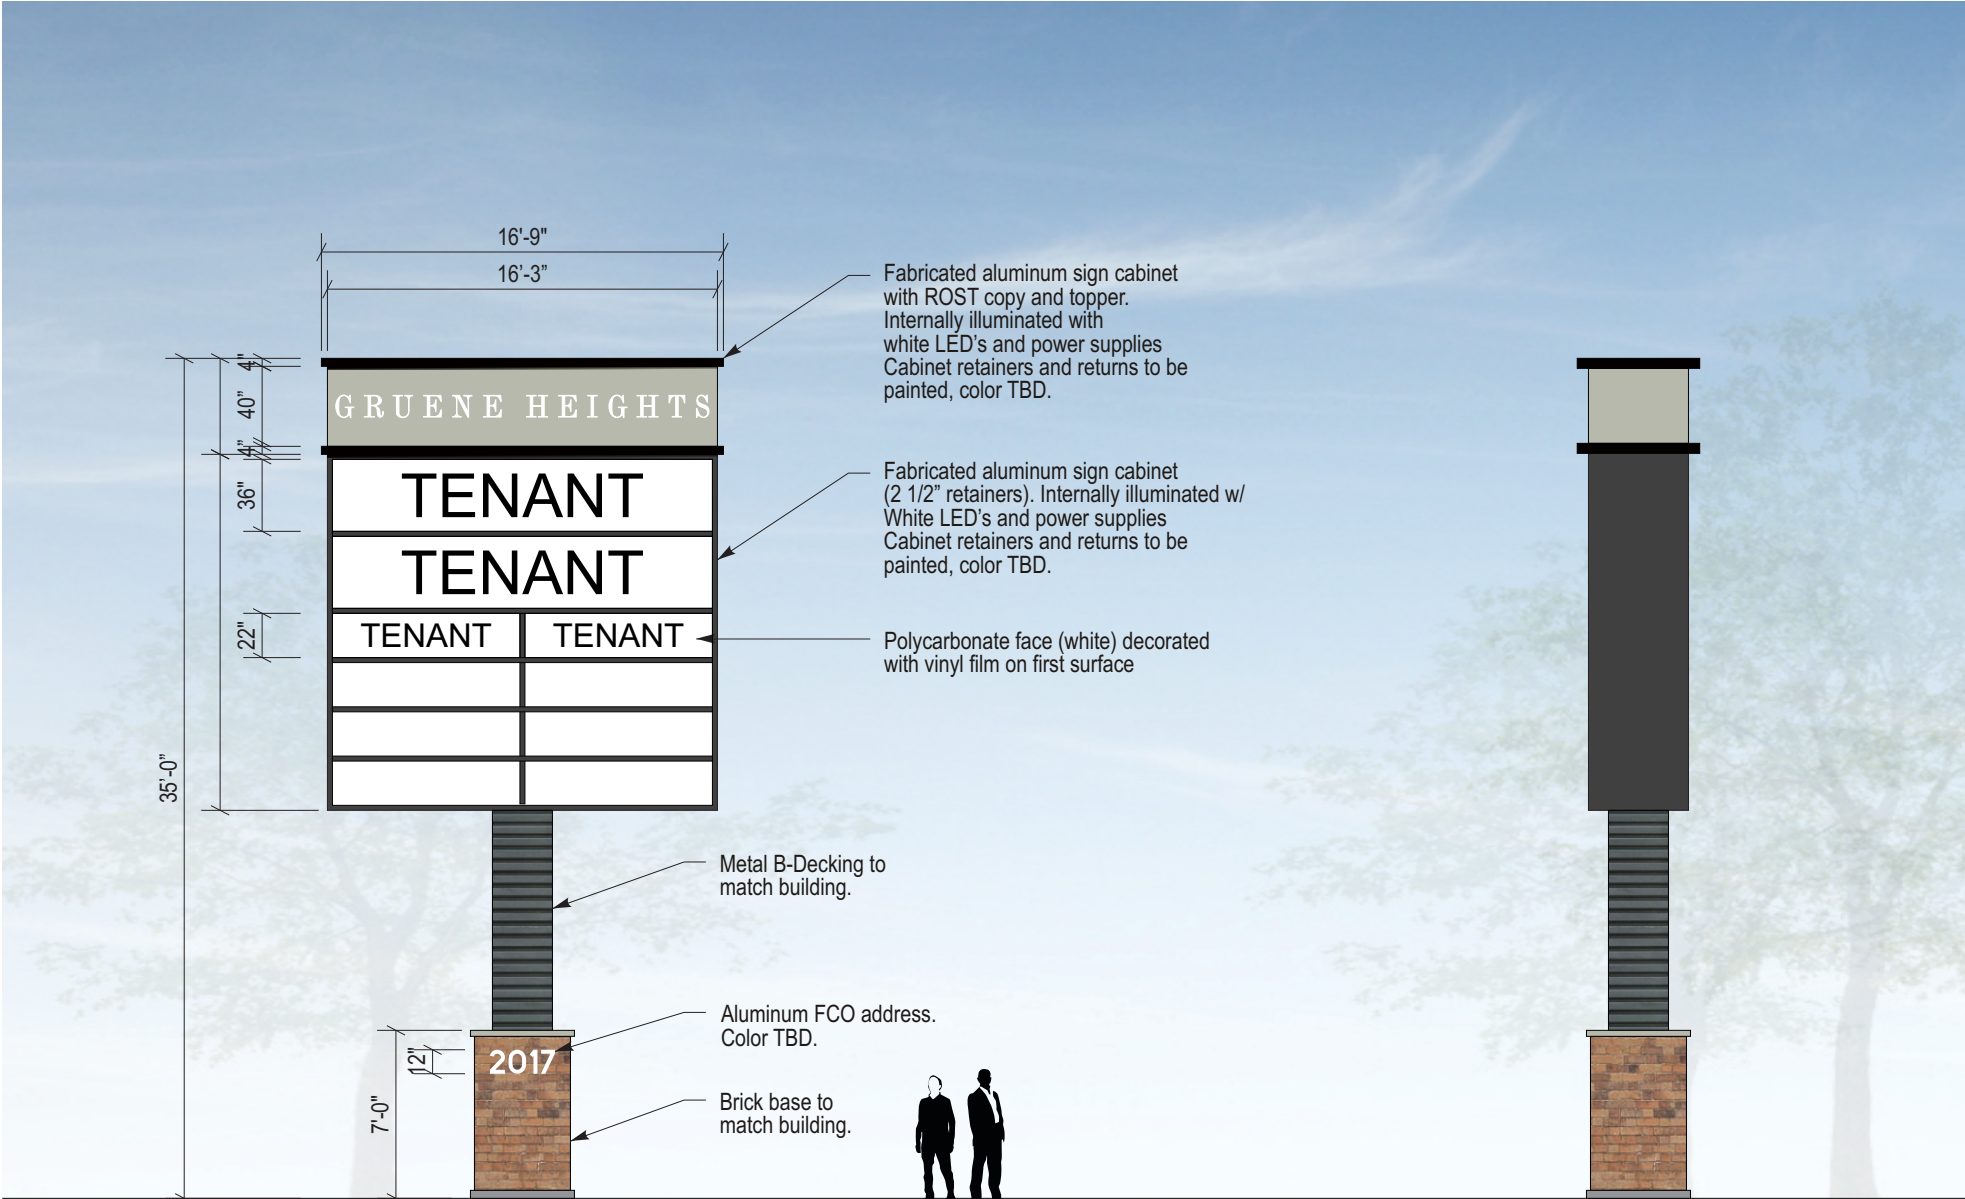 16'-9"
16'-3”
Fabricated aluminum sign cabinet
with ROST copy and topper.
Internally illuminated with
white LED’s and power supplies
Cabinet retainers and returns to be
painted, color TBD.
4"
40”
4”
GRUENE HEIGHTS
36"
TENANT
Fabricated aluminum sign cabinet
(2 1/2” retainers). Internally illuminated w/
White LED’s and power supplies
Cabinet retainers and returns to be
painted, color TBD.
TENANT
22"
TENANT TENANT
Polycarbonate face (white) decorated
with vinyl film on first surface
35’-0”
Metal B-Decking to
match building.
Aluminum FCO address.
Color TBD.
12”
2017
7'-0"
Brick base to
match building.